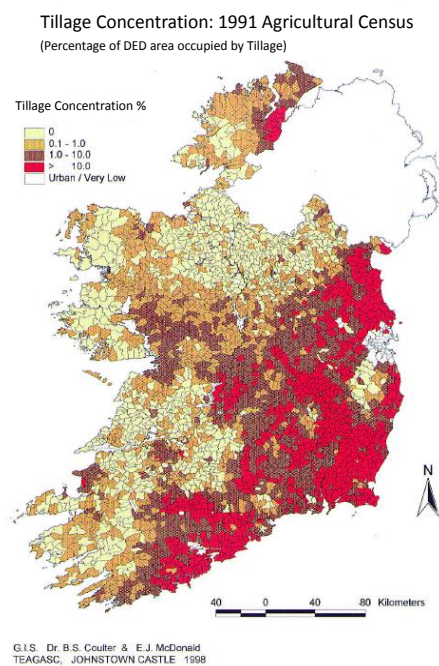 Tillage Concentration: 1991 Agricultural Census
(Percentage of DED area occupied by Tillage)
Tillage Concentration %
0
0.1 - 1.0
1.0 - 10.0
> 10.0
Urban / Very Low
N
40 0 40 80 Kilometers
G.I.S. Dr. B.S. Coulter & E.J. McDonald
TEAGASC, JOHNSTOWN CASTLE 1998